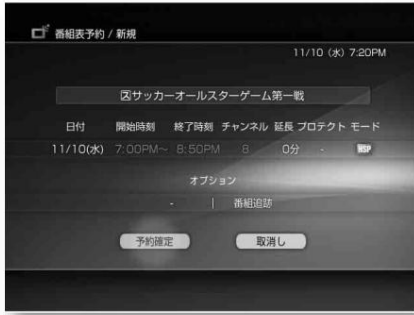 番組表予約 / 新規
11/10 (水) 7:20PM
スサッカーオールスターゲーム第一戦
日付 開始時刻 終了時刻 チャンネル 延長 プロテクト モード
11/10(水) 7:00PM~ 8:50PM 8 0分 - HSP
オプション
- | 番組追跡
予約確定 取消し